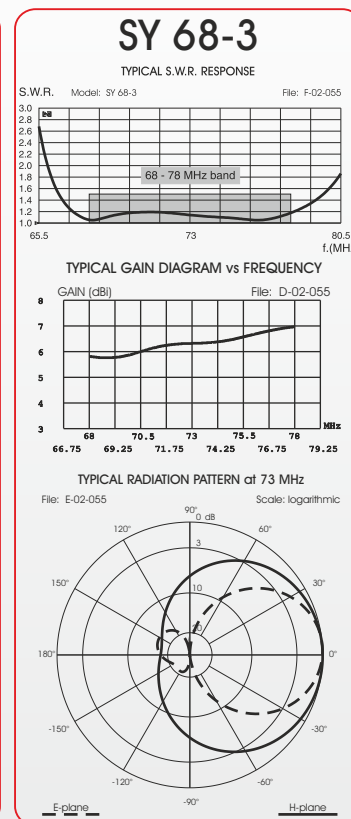 SY 68-3
TYPICAL S.W.R. RESPONSE
S.W.R. Model: SY 68-3 File: F-02-055
3.0
2.8
2.6
2.4
2.2
2.0
1.8
1.6
1.4
1.2
1.0
68 - 78 MHz band
65.5 73 80.5
f.(MHz
TYPICAL GAIN DIAGRAM vs FREQUENCY
GAIN (dBi) File: D-02-055
8
7
6
5
4
3
MHz
68 70.5 73 75.5 78
66.75 69.25 71.75 74.25 76.75 79.25
TYPICAL RADIATION PATTERN at 73 MHz
File: E-02-055 Scale: logarithmic
90°
0 dB
120° 60°
3
150° 30°
10
180° 0°
-150° -30°
-120° -60°
-90°
E-plane H-plane